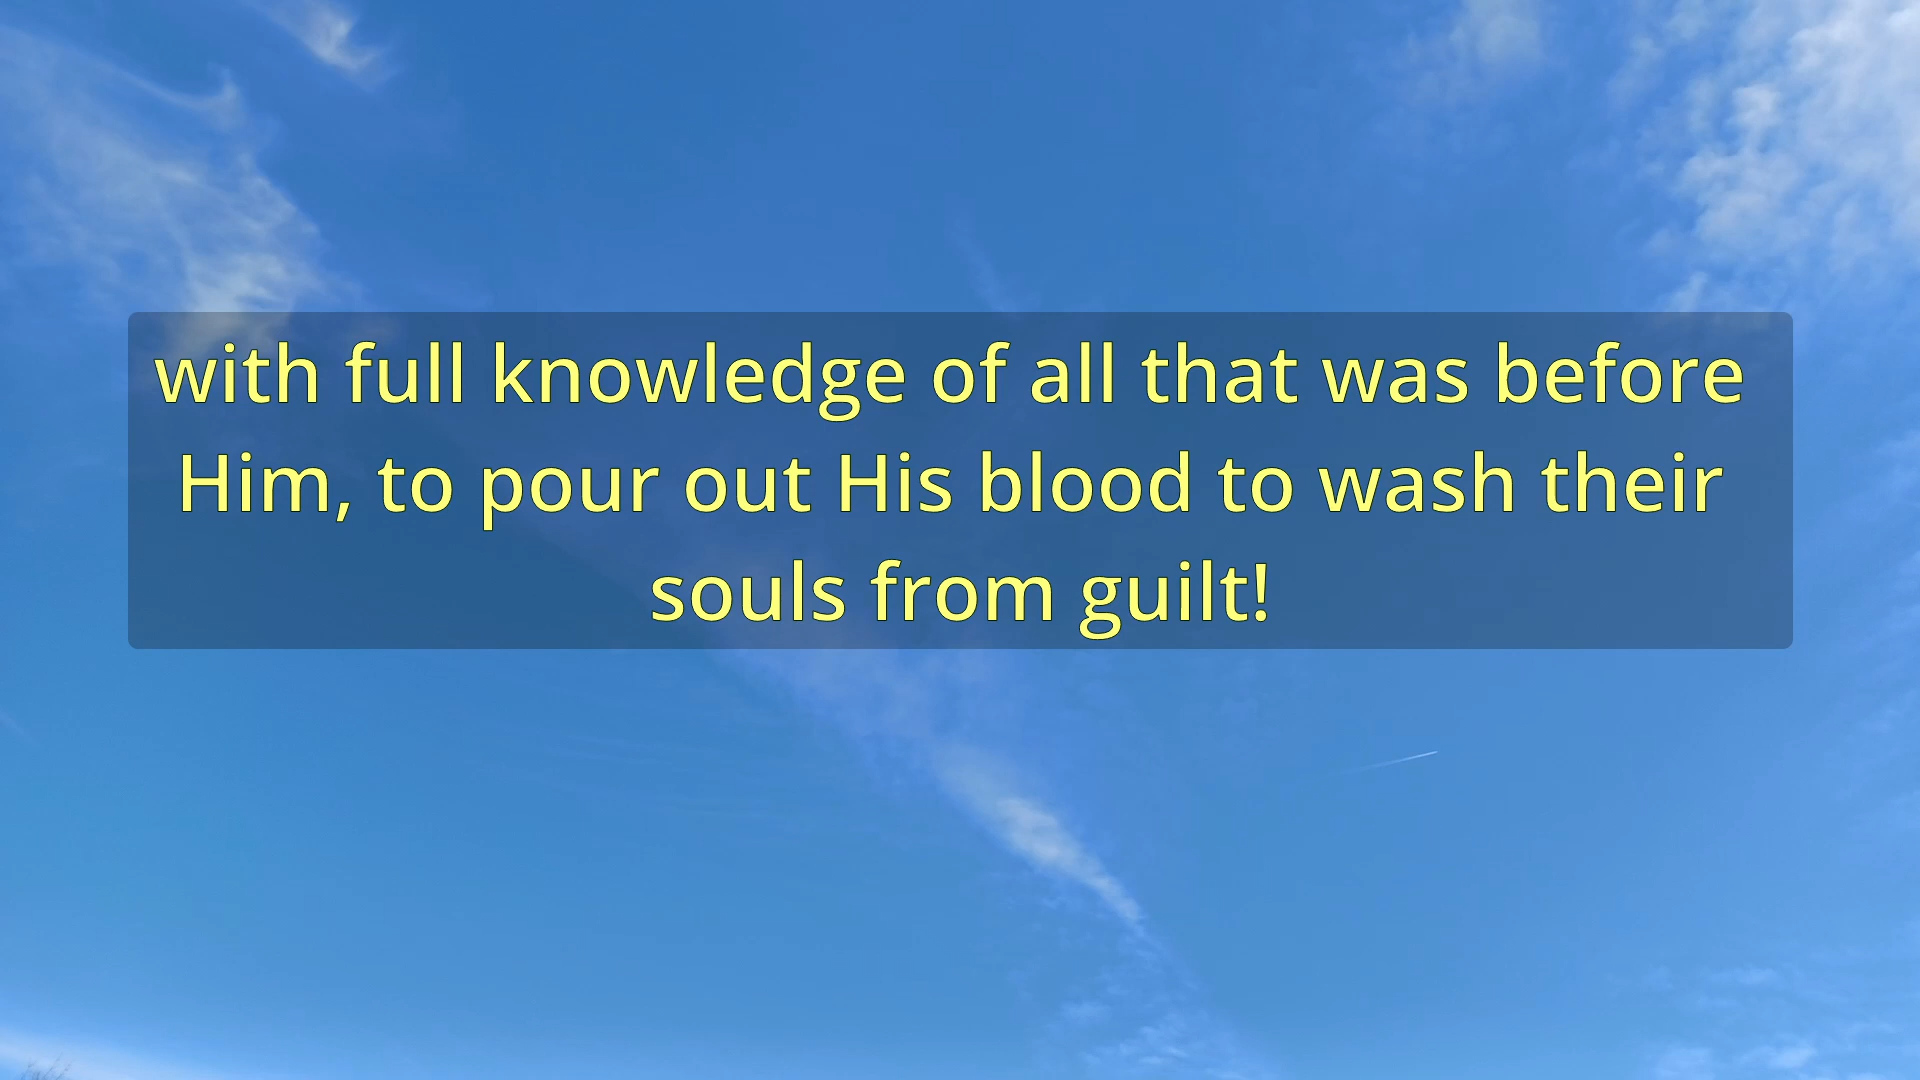 with full knowledge of all that was before
Him, to pour out His blood to wash their
souls from guilt!